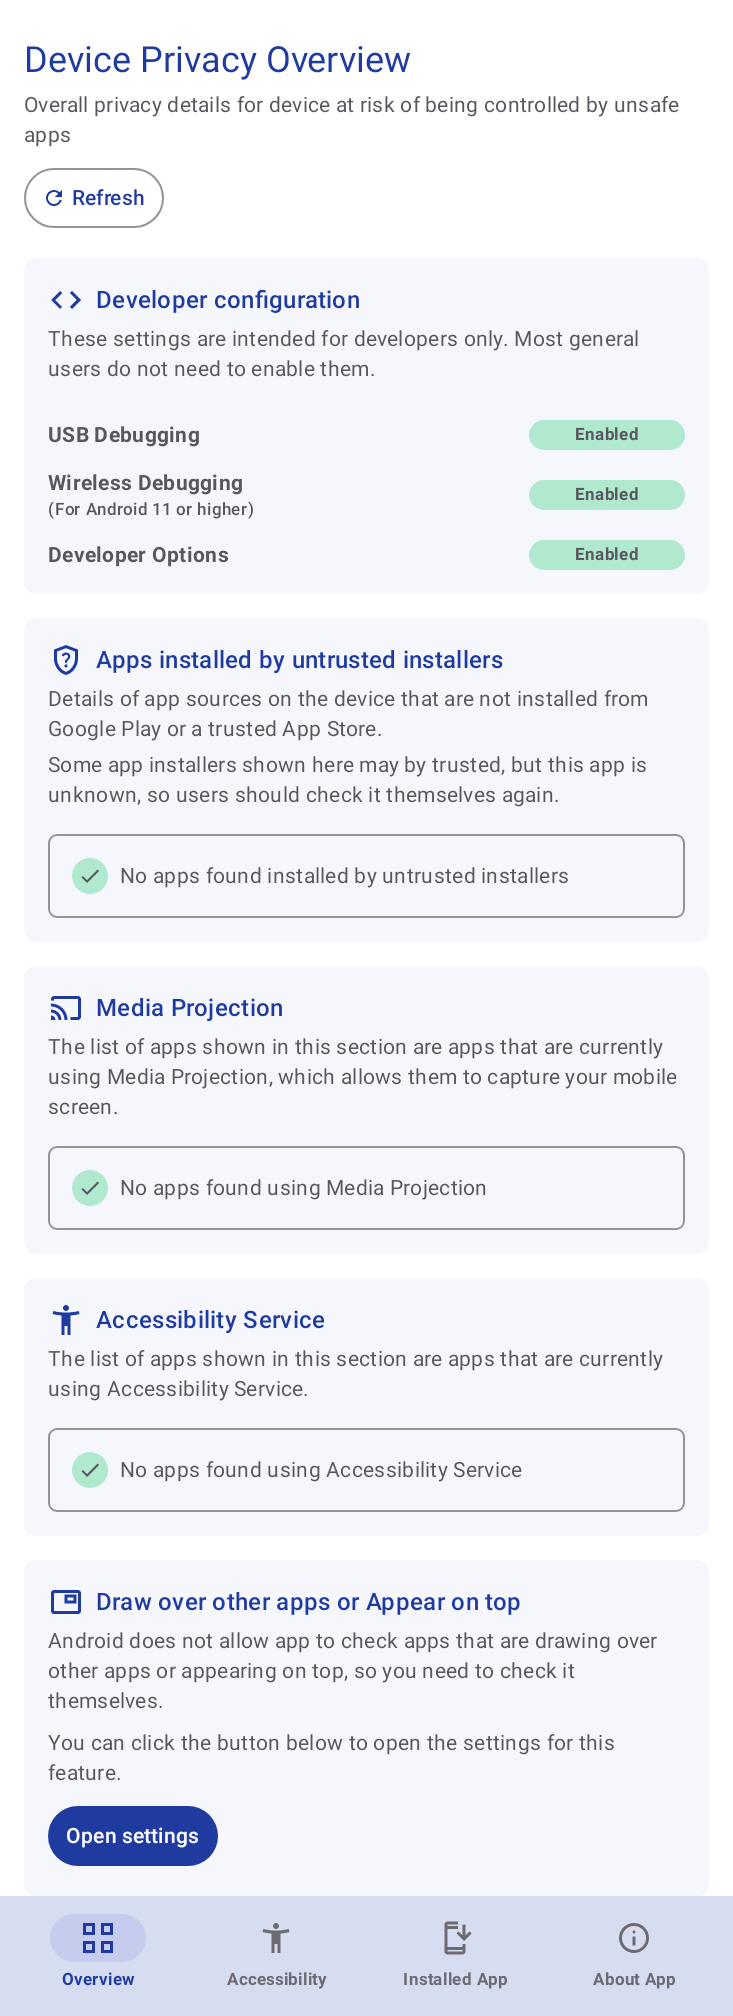 Device Privacy Overview
Overall privacy details for device at risk of being controlled by unsafe
apps
Refresh
Developer configuration
These settings are intended for developers only. Most general
users do not need to enable them.
USB Debugging
Enabled
Wireless Debugging
(For Android 11 or higher)
Enabled
Developer Options
Enabled
Apps installed by untrusted installers
Details of app sources on the device that are not installed from
Google Play or a trusted App Store.
Some app installers shown here may by trusted, but this app is
unknown, so users should check it themselves again.
No apps found installed by untrusted installers
Media Projection
The list of apps shown in this section are apps that are currently
using Media Projection, which allows them to capture your mobile
screen.
No apps found using Media Projection
Accessibility Service
The list of apps shown in this section are apps that are currently
using Accessibility Service.
No apps found using Accessibility Service
Draw over other apps or Appear on top
Android does not allow app to check apps that are drawing over
other apps or appearing on top, so you need to check it
themselves.
You can click the button below to open the settings for this
feature.
Open settings
Overview
Accessibility
Installed App
About App